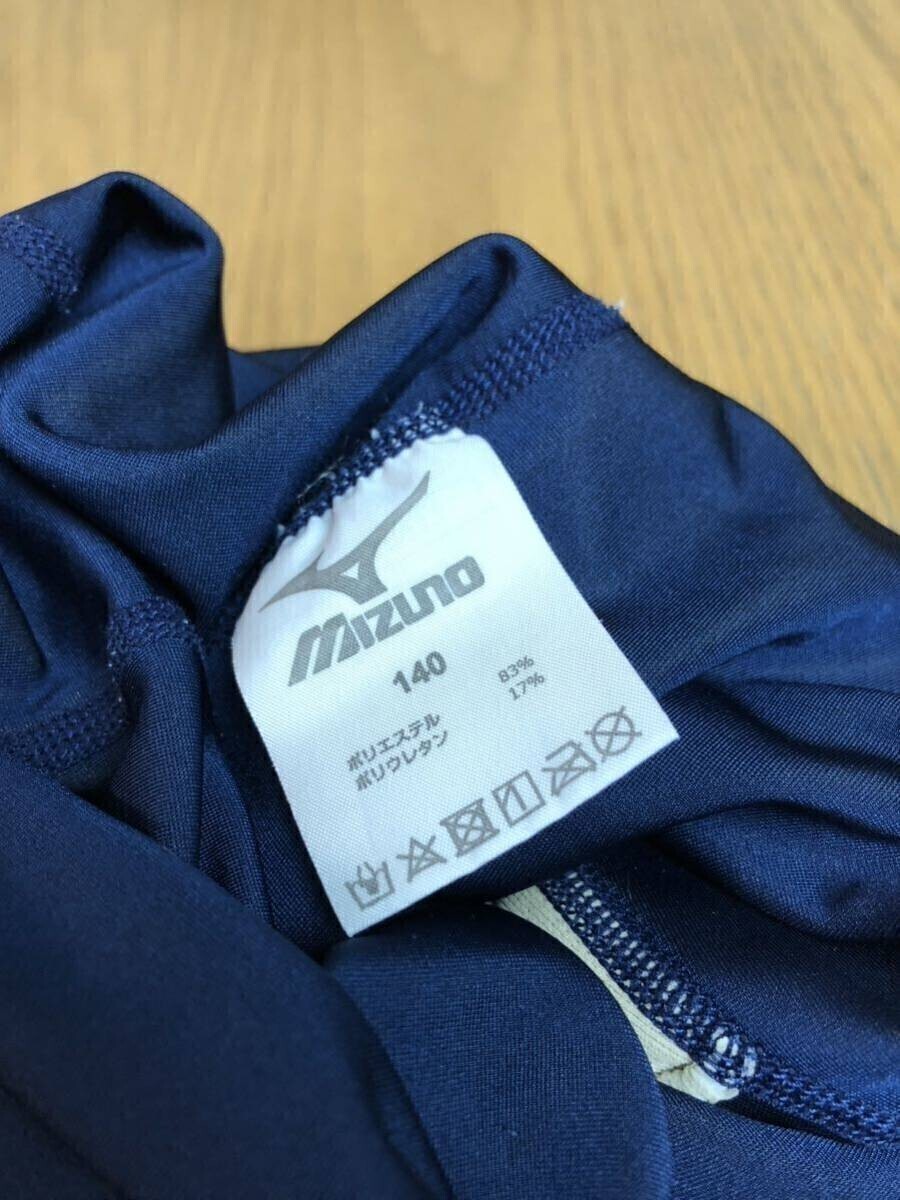 mizuno
140
ポリエステル 83%
ポリウレタン 17%